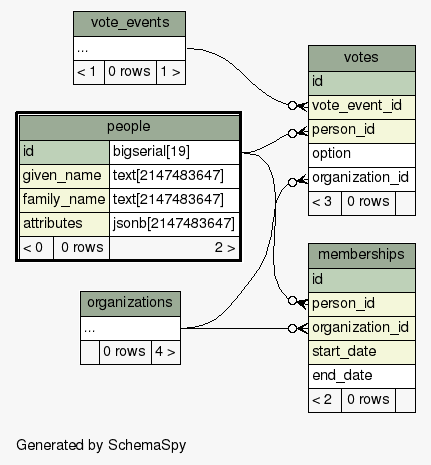 vote_events
...
< 1 0 rows 1 >
people
id bigserial[19]
given_name text[2147483647]
family_name text[2147483647]
attributes jsonb[2147483647]
< 0 0 rows 2 >
organizations
...
0 rows 4 >
votes
id
vote_event_id
person_id
option
organization_id
< 3 0 rows
memberships
id
person_id
organization_id
start_date
end_date
< 2 0 rows
Generated by SchemaSpy